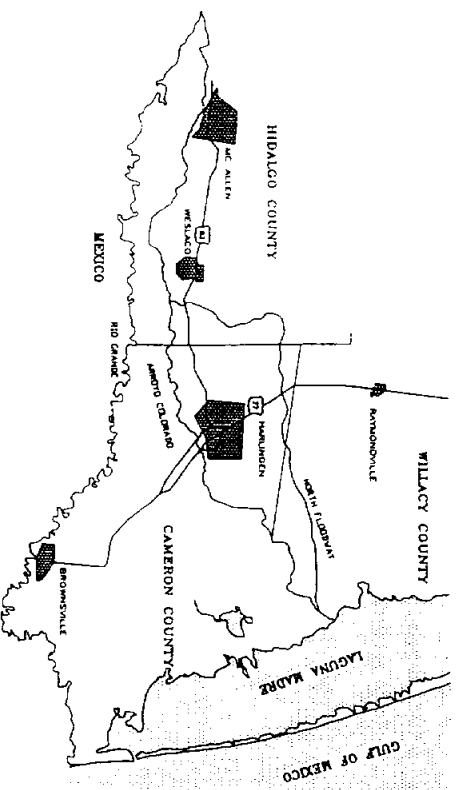 HIDALGO COUNTY
MC ALLEN
WESLACO
MEXICO
RIO GRANDE
ARROYO COLORADO
77
HARLINGEN
RAYMONDVILLE
WILLACY COUNTY
NORTH FLOODWAY
CAMERON COUNTY
BROWNSVILLE
LAGUNA MADRE
GULF OF MEXICO